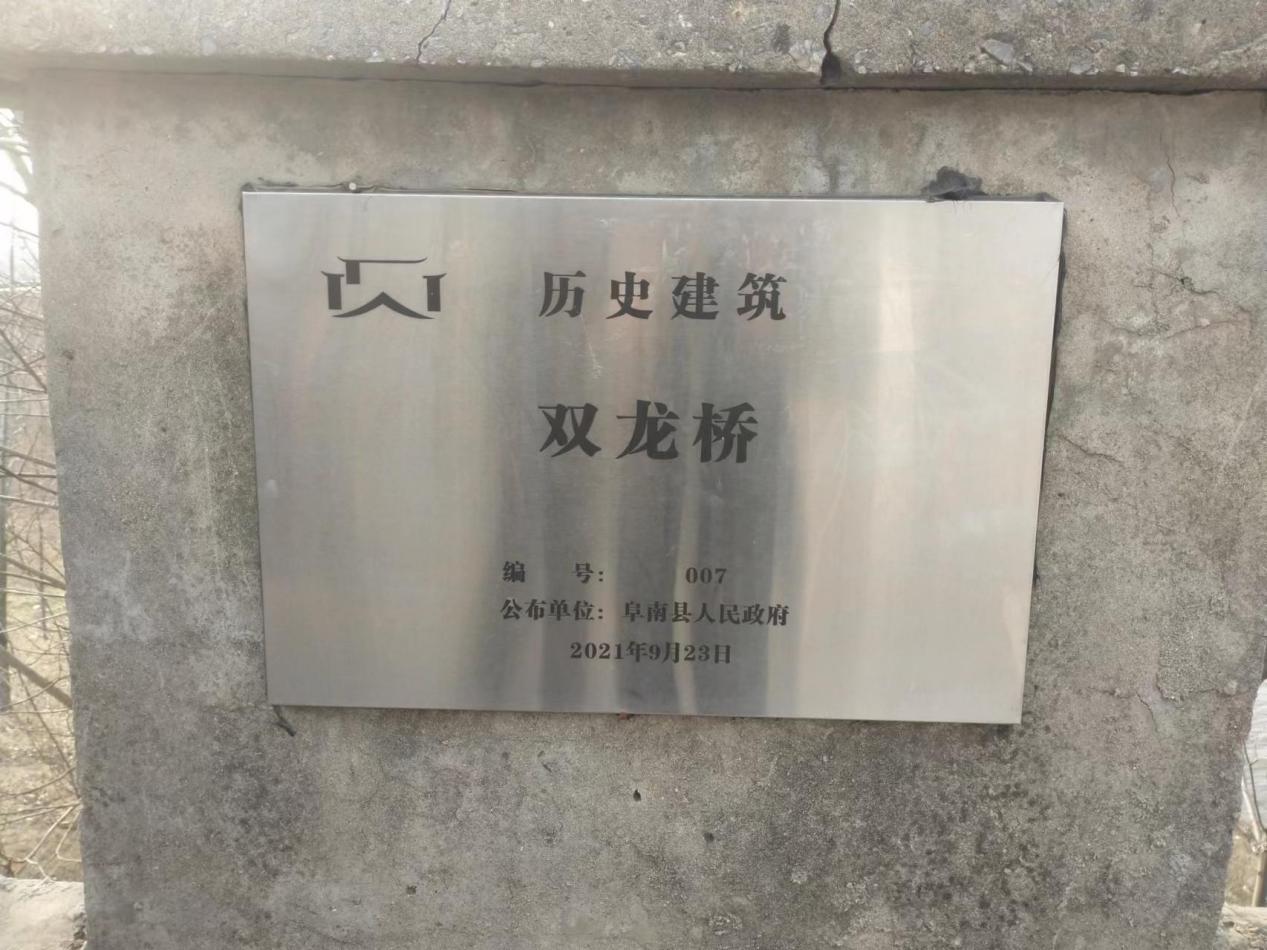 历史建筑
双龙桥
编 号: 007
公布单位: 阜南县人民政府
2021年9月23日